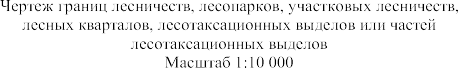 Чертеж границ лесничеств, лесопарков, участковых лесничеств,
лесных кварталов, лесотаксационных выделов или частей
лесотаксационных выделов
Масштаб 1:10 000